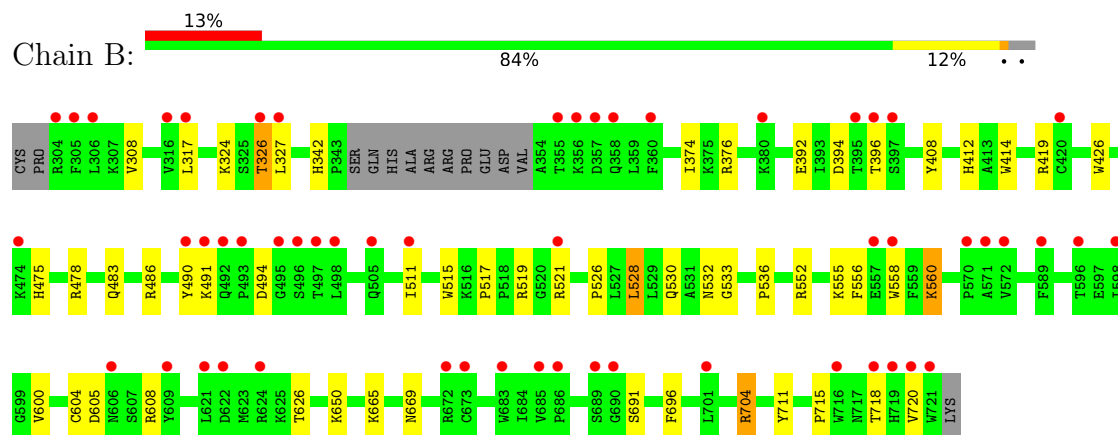 13%
Chain B:
84% 12% • •
CYS PRO R304 F305 L306 K307 V308 V316 L317 K324 S325 T326 L327 H342 P343 SER GLN HIS ALA ARG ARG PRO GLU ASP VAL A354 T355 K356 D357 Q358 L359 F360 I374 K375 R376 K380 E392 I393 D394 T395 T396 S397 Y408 H412 A413 W414 R419 C420 W426
K474 H475 R478 Q483 R486 Y490 K491 Q492 P493 D494 G495 S496 T497 L498 Q505 I511 W515 K516 P517 P518 R519 G520 R521 P526 L527 L528 L529 Q530 A531 N532 G533 P536 R552 K555 F556 E557 W558 F559 K560 P570 A571 V572 F589 T596 E597 I598
G599 V600 C604 D605 N606 S607 R608 Y609 L621 D622 M623 R624 K625 T626 K650 K665 N669 R672 C673 W683 I684 V685 P686 S689 G690 S691 F696 L701 R704 Y711 P715 W716 N717 T718 H719 V720 W721 LYS